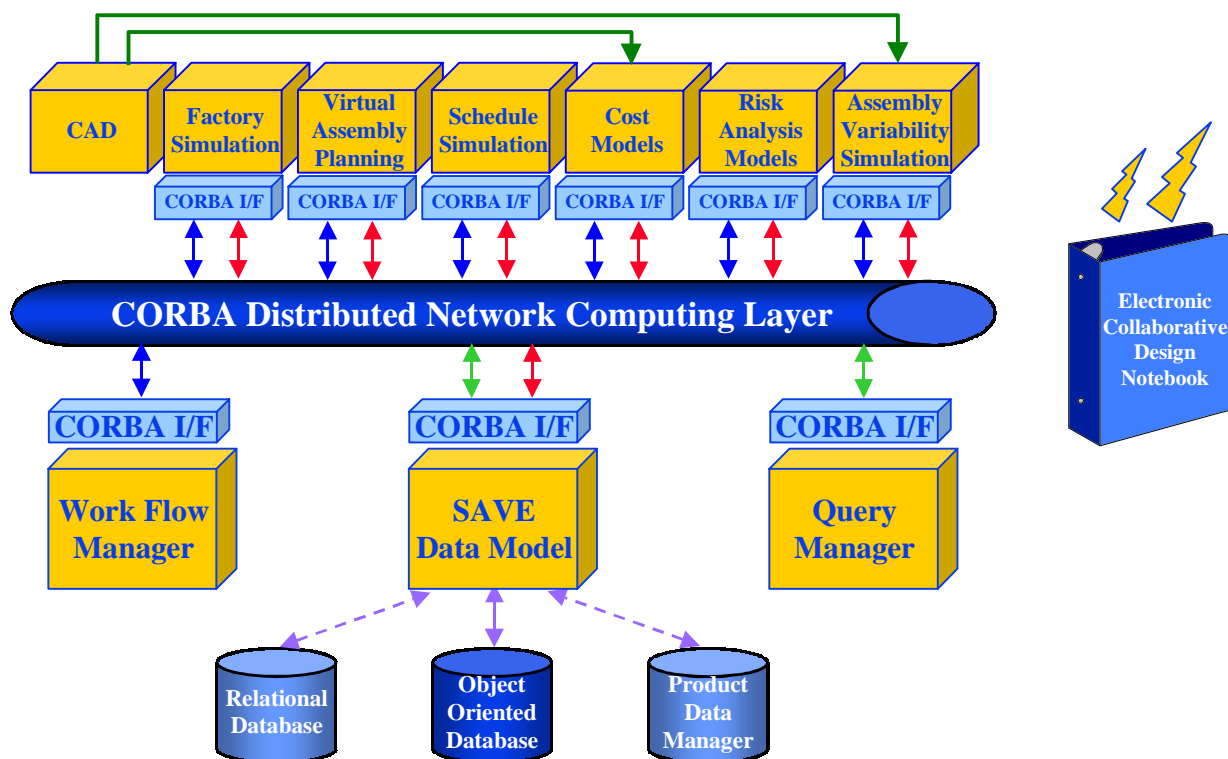 CAD
Factory
Simulation
Virtual
Assembly
Planning
Schedule
Simulation
Cost
Models
Risk
Analysis
Models
Assembly
Variability
Simulation
CORBA I/F
CORBA I/F
CORBA I/F
CORBA I/F
CORBA I/F
CORBA I/F
CORBA Distributed Network Computing Layer
Electronic
Collaborative
Design
Notebook
CORBA I/F
CORBA I/F
CORBA I/F
Work Flow
Manager
SAVE
Data Model
Query
Manager
Relational
Database
Object
Oriented
Database
Product
Data
Manager